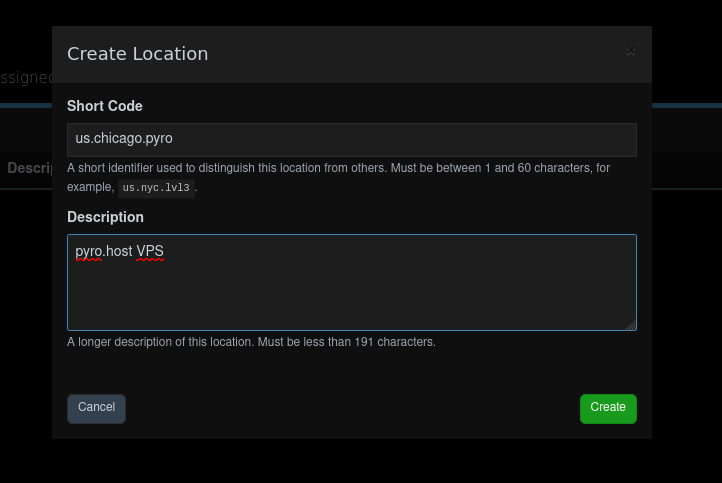 Create Location
×
ssigned
Short Code
us.chicago.pyro
A short identifier used to distinguish this location from others. Must be between 1 and 60 characters, for
example, us.nyc.lvl3.
Descri
Description
pyro.host VPS
A longer description of this location. Must be less than 191 characters.
Cancel
Create